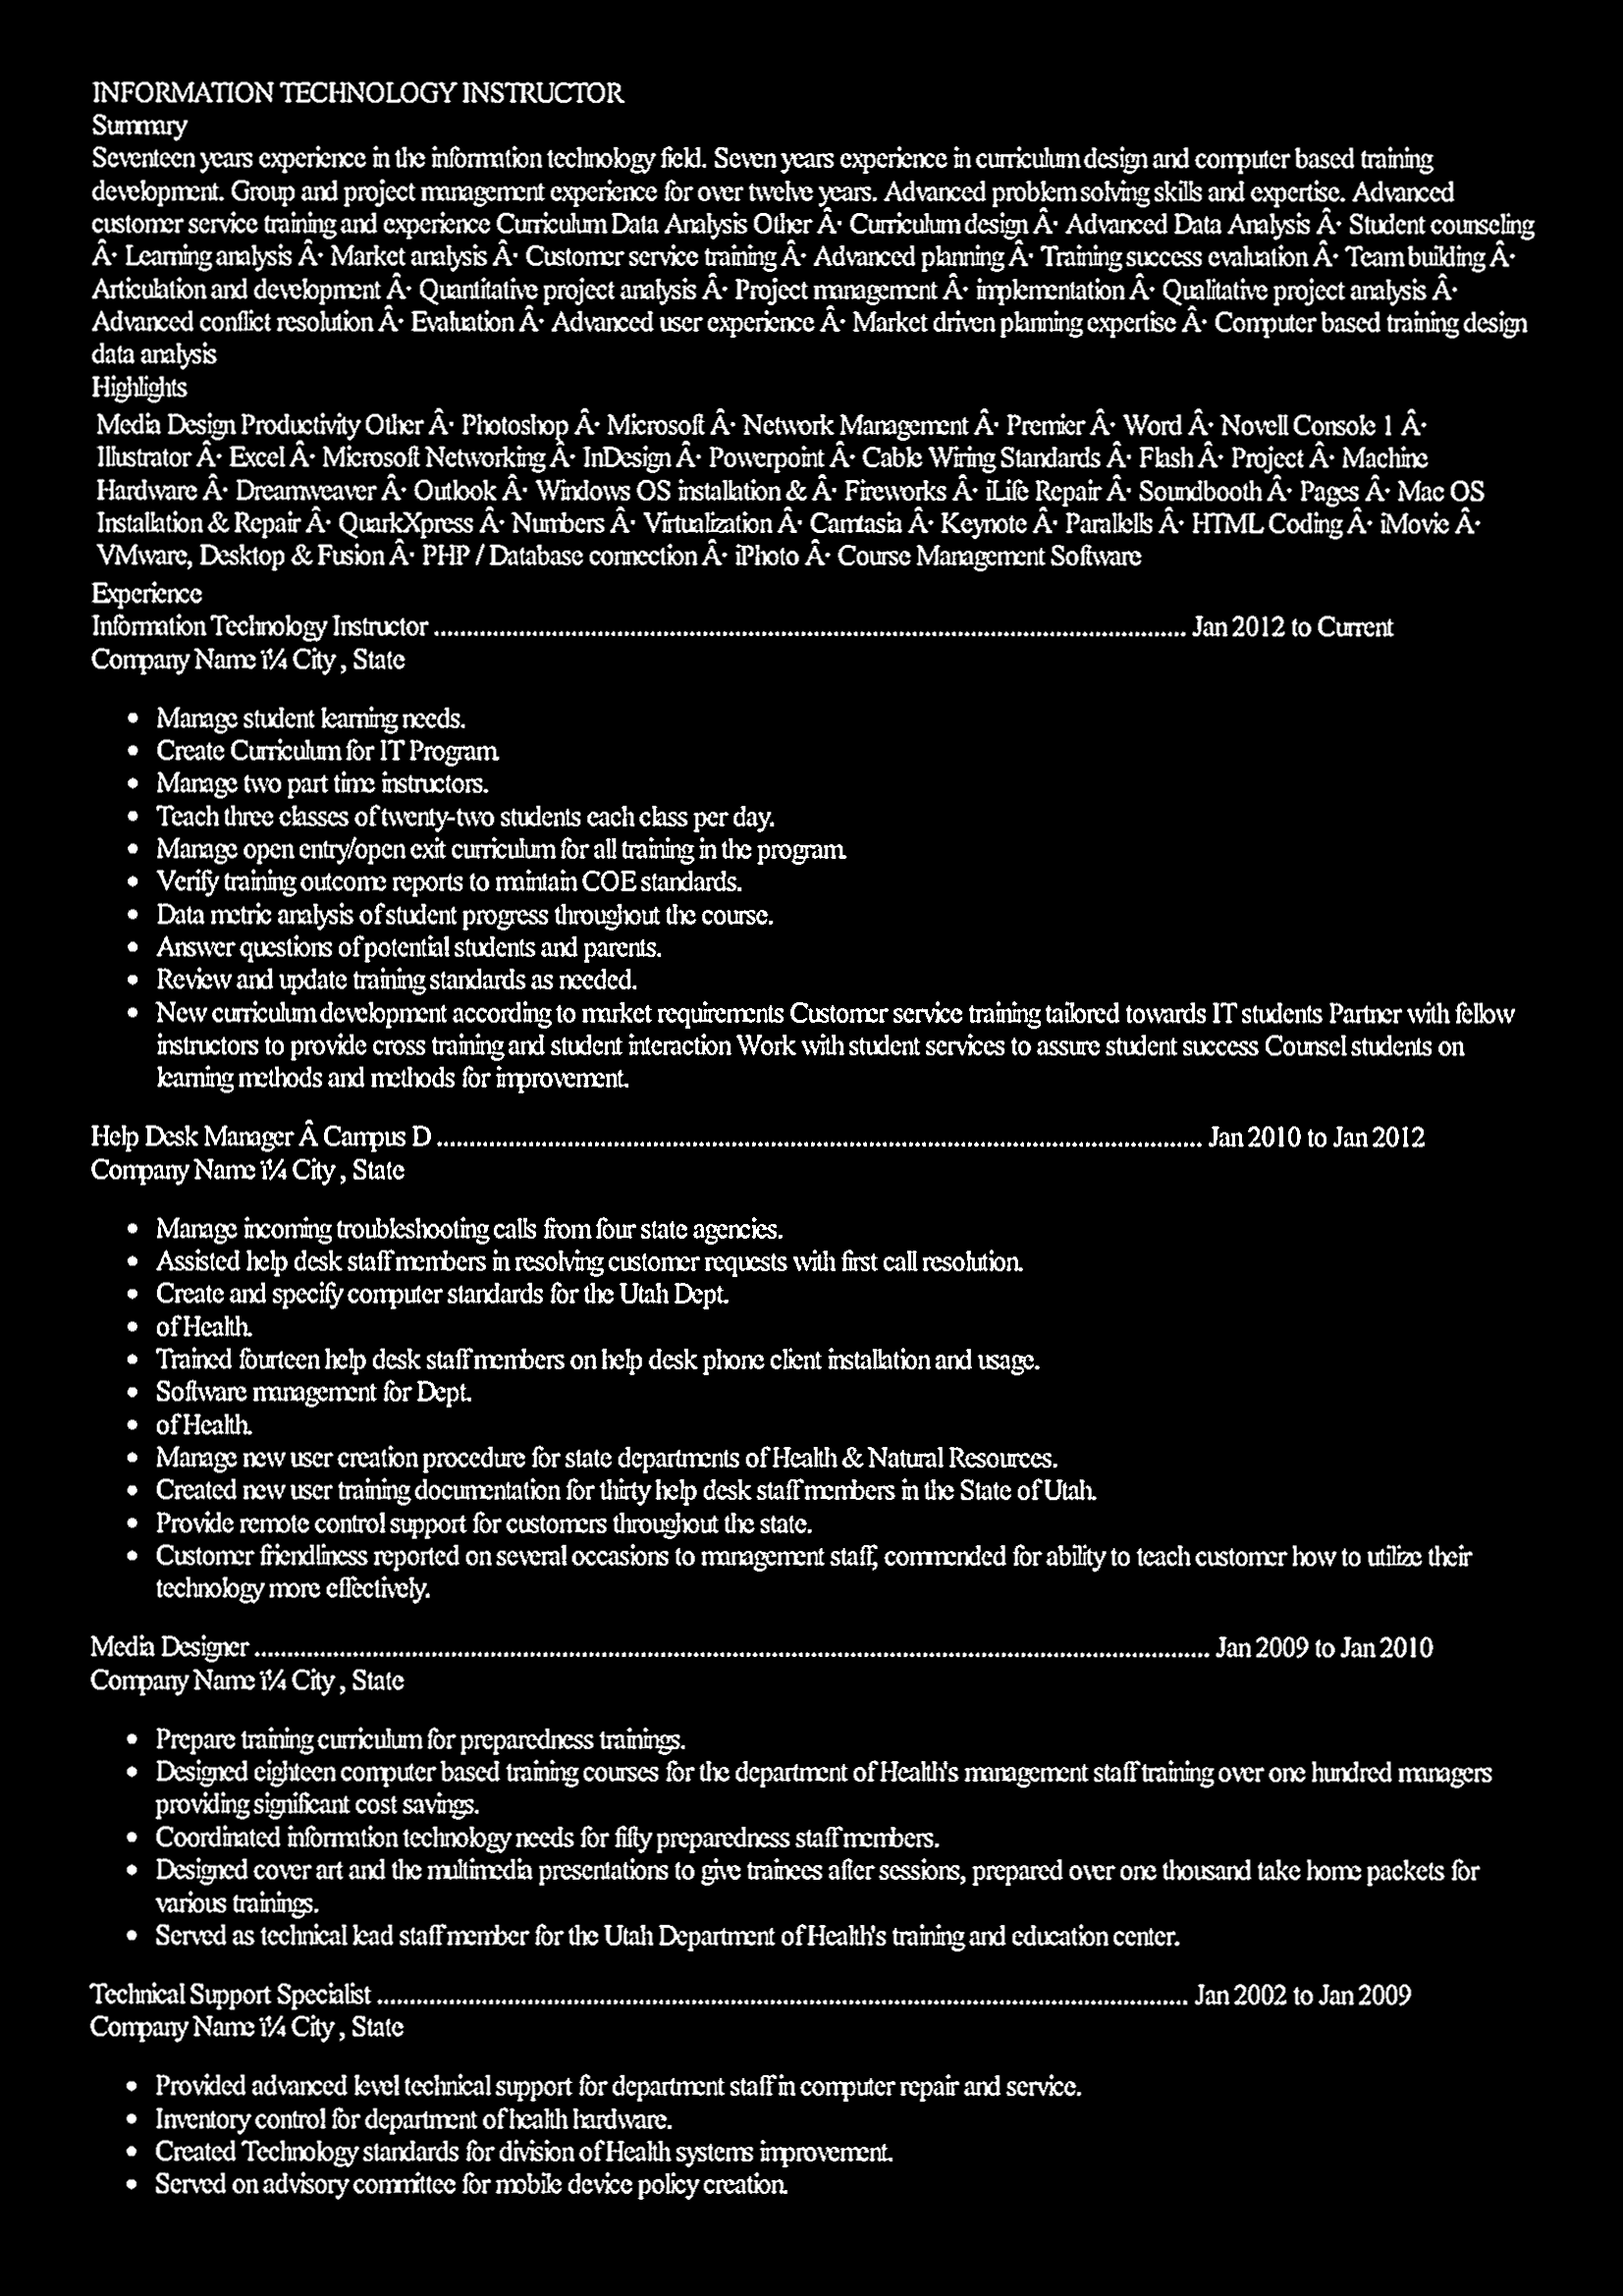 INFORMATION TECHNOLOGY INSTRUCTOR
Summary
Seventeen years experience in the information technology field. Seven years experience in curriculum design and computer based training
development. Group and project management experience for over twelve years. Advanced problem solving skills and expertise. Advanced
customer service training and experience Curriculum Data Analysis Other Â· Curriculum design Â· Advanced Data Analysis Â· Student counseling
Â· Learning analysis Â· Market analysis Â· Customer service training Â· Advanced planning Â· Training success evaluation Â· Team building Â·
Articulation and development Â· Quantitative project analysis Â· Project management Â· implementation Â· Qualitative project analysis Â·
Advanced conflict resolution Â· Evaluation Â· Advanced user experience Â· Market driven planning expertise Â· Computer based training design
data analysis
Highlights
Media Design Productivity Other Â· Photoshop Â· Microsoft Â· Network Management Â· Premier Â· Word Â· Novell Console 1 Â·
Illustrator Â· Excel Â· Microsoft Networking Â· InDesign Â· Powerpoint Â· Cable Wiring Standards Â· Flash Â· Project Â· Machine
Hardware Â· Dreamweaver Â· Outlook Â· Windows OS installation & Â· Fireworks Â· iLife Repair Â· Soundbooth Â· Pages Â· Mac OS
Installation & Repair Â· QuarkXpress Â· Numbers Â· Virtualization Â· Camtasia Â· Keynote Â· Parallells Â· HTML Coding Â· iMovie Â·
VMware, Desktop & Fusion Â· PHP / Database connection Â· iPhoto Â· Course Management Software
Experience
Information Technology Instructor ........................................ Jan 2012 to Current
Company Name ï¼ City , State
• Manage student learning needs.
• Create Curriculum for IT Program.
• Manage two part time instructors.
• Teach three classes of twenty-two students each class per day.
• Manage open entry/open exit curriculum for all training in the program.
• Verify training outcome reports to maintain COE standards.
• Data metric analysis of student progress throughout the course.
• Answer questions of potential students and parents.
• Review and update training standards as needed.
• New curriculum development according to market requirements Customer service training tailored towards IT students Partner with fellow
instructors to provide cross training and student interaction Work with student services to assure student success Counsel students on
learning methods and methods for improvement.
Help Desk Manager Â Campus D ........................................ Jan 2010 to Jan 2012
Company Name ï¼ City , State
• Manage incoming troubleshooting calls from four state agencies.
• Assisted help desk staff members in resolving customer requests with first call resolution.
• Create and specify computer standards for the Utah Dept.
• of Health.
• Trained fourteen help desk staff members on help desk phone client installation and usage.
• Software management for Dept.
• of Health.
• Manage new user creation procedure for state departments of Health & Natural Resources.
• Created new user training documentation for thirty help desk staff members in the State of Utah.
• Provide remote control support for customers throughout the state.
• Customer friendliness reported on several occasions to management staff, commended for ability to teach customer how to utilize their
technology more effectively.
Media Designer ........................................ Jan 2009 to Jan 2010
Company Name ï¼ City , State
• Prepare training curriculum for preparedness trainings.
• Designed eighteen computer based training courses for the department of Health's management staff training over one hundred managers
providing significant cost savings.
• Coordinated information technology needs for fifty preparedness staff members.
• Designed cover art and the multimedia presentations to give trainees after sessions, prepared over one thousand take home packets for
various trainings.
• Served as technical lead staff member for the Utah Department of Health's training and education center.
Technical Support Specialist ........................................ Jan 2002 to Jan 2009
Company Name ï¼ City , State
• Provided advanced level technical support for department staff in computer repair and service.
• Inventory control for department of health hardware.
• Created Technology standards for division of Health systems improvement.
• Served on advisory committee for mobile device policy creation.